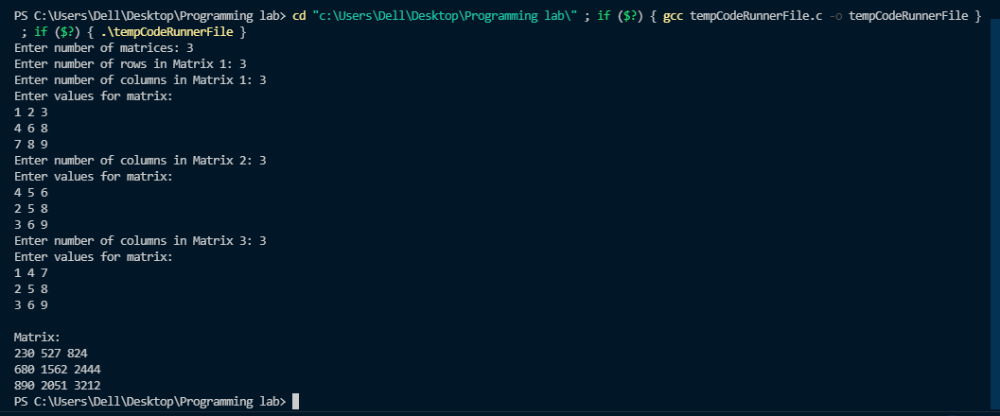 PS C:\Users\Dell\Desktop\Programming lab> cd "c:\Users\Dell\Desktop\Programming lab\" ; if ($?) { gcc tempCodeRunnerFile.c -o tempCodeRunnerFile }
; if ($?) { .\tempCodeRunnerFile }
Enter number of matrices: 3
Enter number of rows in Matrix 1: 3
Enter number of columns in Matrix 1: 3
Enter values for matrix:
1 2 3
4 6 8
7 8 9
Enter number of columns in Matrix 2: 3
Enter values for matrix:
4 5 6
2 5 8
3 6 9
Enter number of columns in Matrix 3: 3
Enter values for matrix:
1 4 7
2 5 8
3 6 9
Matrix:
230 527 824
680 1562 2444
890 2051 3212
PS C:\Users\Dell\Desktop\Programming lab>